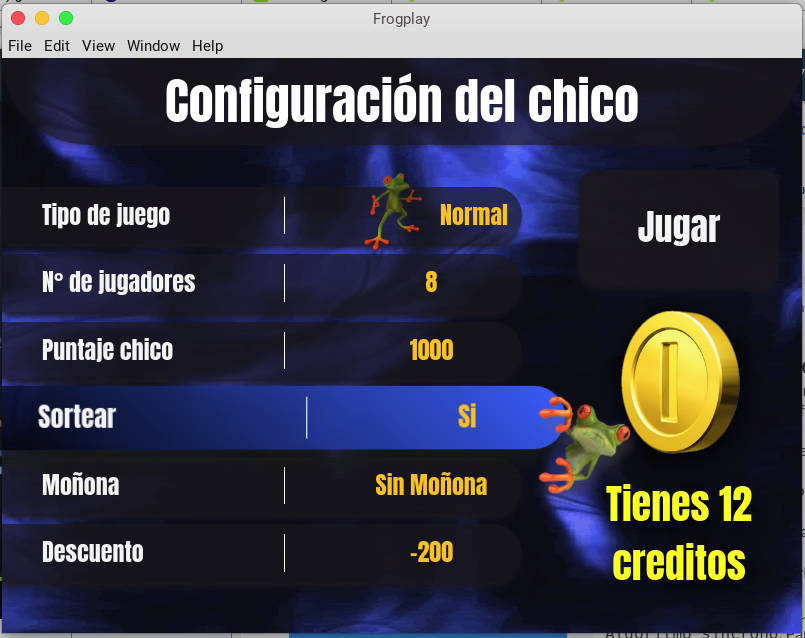 Frogplay
File Edit View Window Help
Configuración del chico
Tipo de juego Normal
Jugar
Nº de jugadores 8
Puntaje chico 1000
Sortear Si
Moñona Sin Moñona
Tienes 12
creditos
Descuento -200